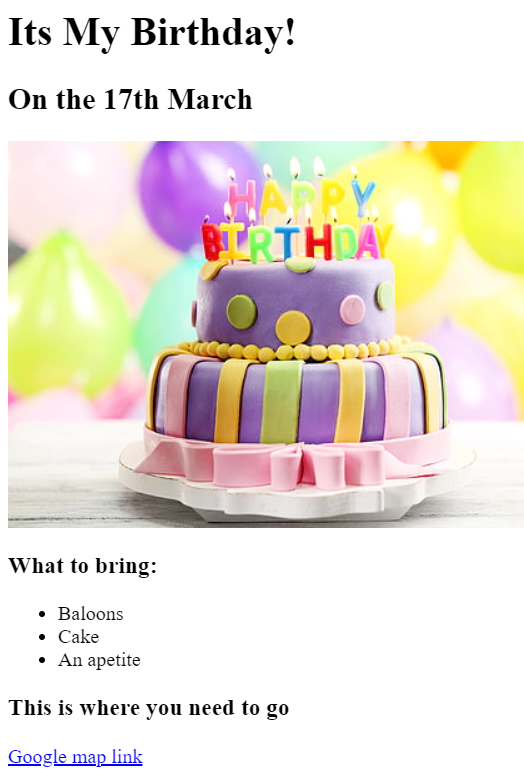 Its My Birthday!
On the 17th March
HAPPY
BIRTHDAY
What to bring:
Baloons
Cake
An apetite
This is where you need to go
Google map link